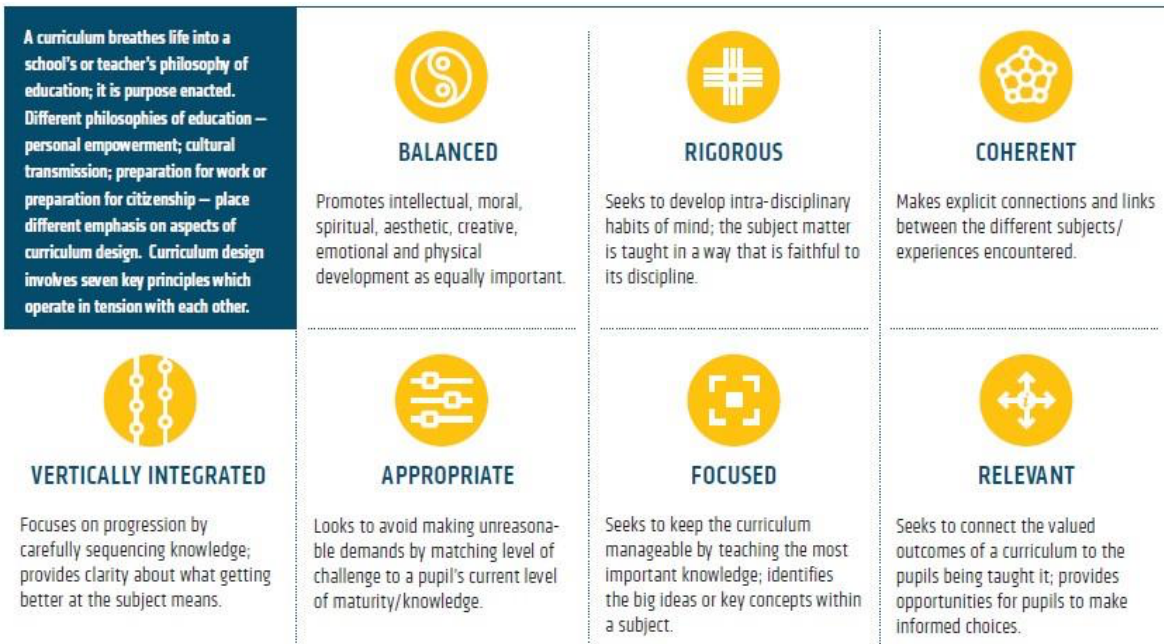 A curriculum breathes life into a
school's or teacher's philosophy of
education; it is purpose enacted.
Different philosophies of education —
personal empowerment; cultural
transmission; preparation for work or
preparation for citizenship — place
different emphasis on aspects of
curriculum design. Curriculum design
involves seven key principles which
operate in tension with each other.
BALANCED
Promotes intellectual, moral,
spiritual, aesthetic, creative,
emotional and physical
development as equally important.
RIGOROUS
Seeks to develop intra-disciplinary
habits of mind; the subject matter
is taught in a way that is faithful to
its discipline.
COHERENT
Makes explicit connections and links
between the different subjects/
experiences encountered.
VERTICALLY INTEGRATED
Focuses on progression by
carefully sequencing knowledge;
provides clarity about what getting
better at the subject means.
APPROPRIATE
Looks to avoid making unreasona-
ble demands by matching level of
challenge to a pupil's current level
of maturity/knowledge.
FOCUSED
Seeks to keep the curriculum
manageable by teaching the most
important knowledge; identifies
the big ideas or key concepts within
a subject.
RELEVANT
Seeks to connect the valued
outcomes of a curriculum to the
pupils being taught it; provides
opportunities for pupils to make
informed choices.